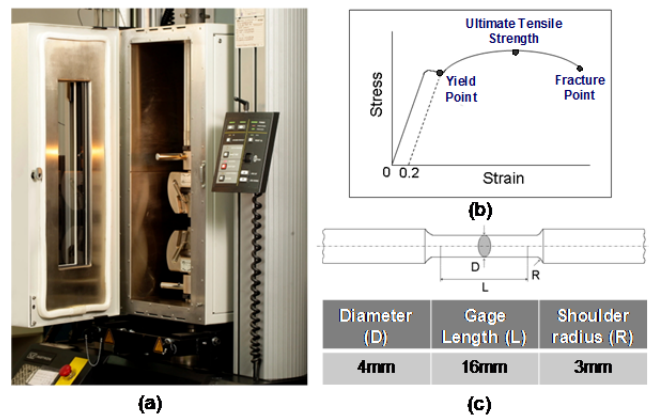 Ultimate Tensile
Strength
Yield
Point
Fracture
Point
Stress
0
0.2
Strain
(b)
D
R
L
Diameter
(D)
Gage
Length (L)
Shoulder
radius (R)
4mm
16mm
3mm
(a)
(c)